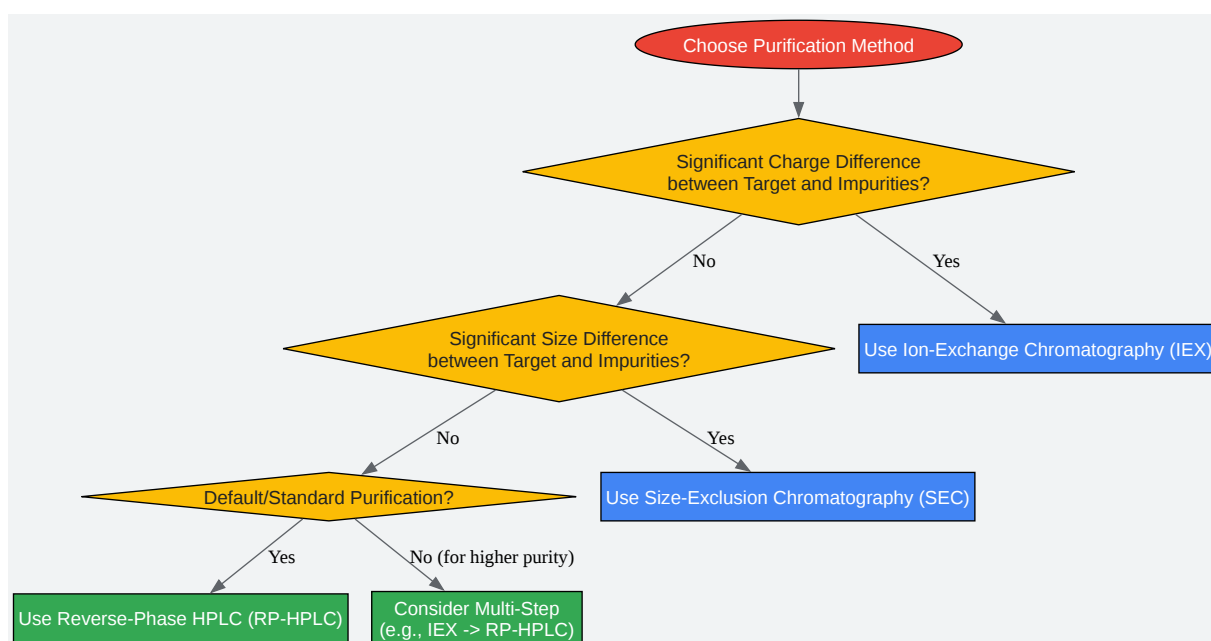 Choose Purification Method
Significant Charge Difference
between Target and Impurities?
No
Yes
Significant Size Difference
between Target and Impurities?
Use Ion-Exchange Chromatography (IEX)
No
Yes
Default/Standard Purification?
Use Size-Exclusion Chromatography (SEC)
Yes
No (for higher purity)
Use Reverse-Phase HPLC (RP-HPLC)
Consider Multi-Step
(e.g., IEX -> RP-HPLC)